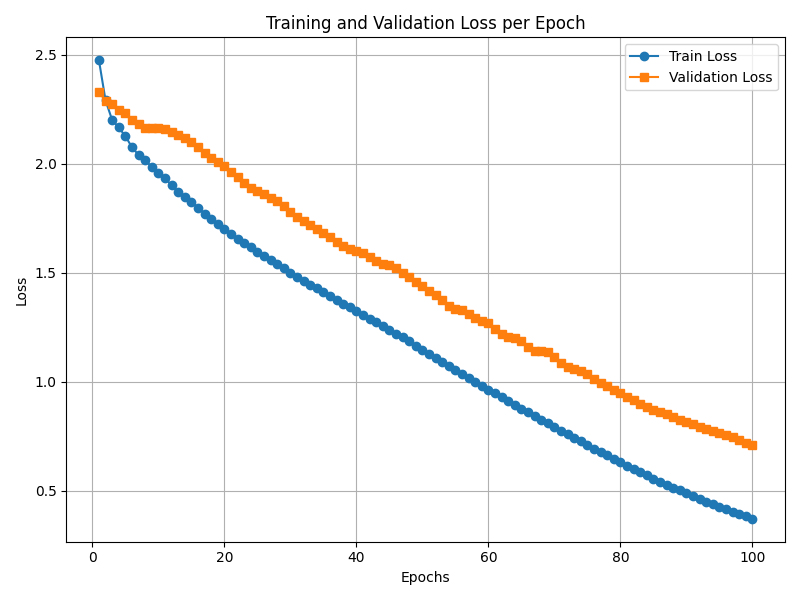 Training and Validation Loss per Epoch
Train Loss
Validation Loss
2.5
2.0
1.5
1.0
0.5
Loss
0 20 40 60 80 100
Epochs